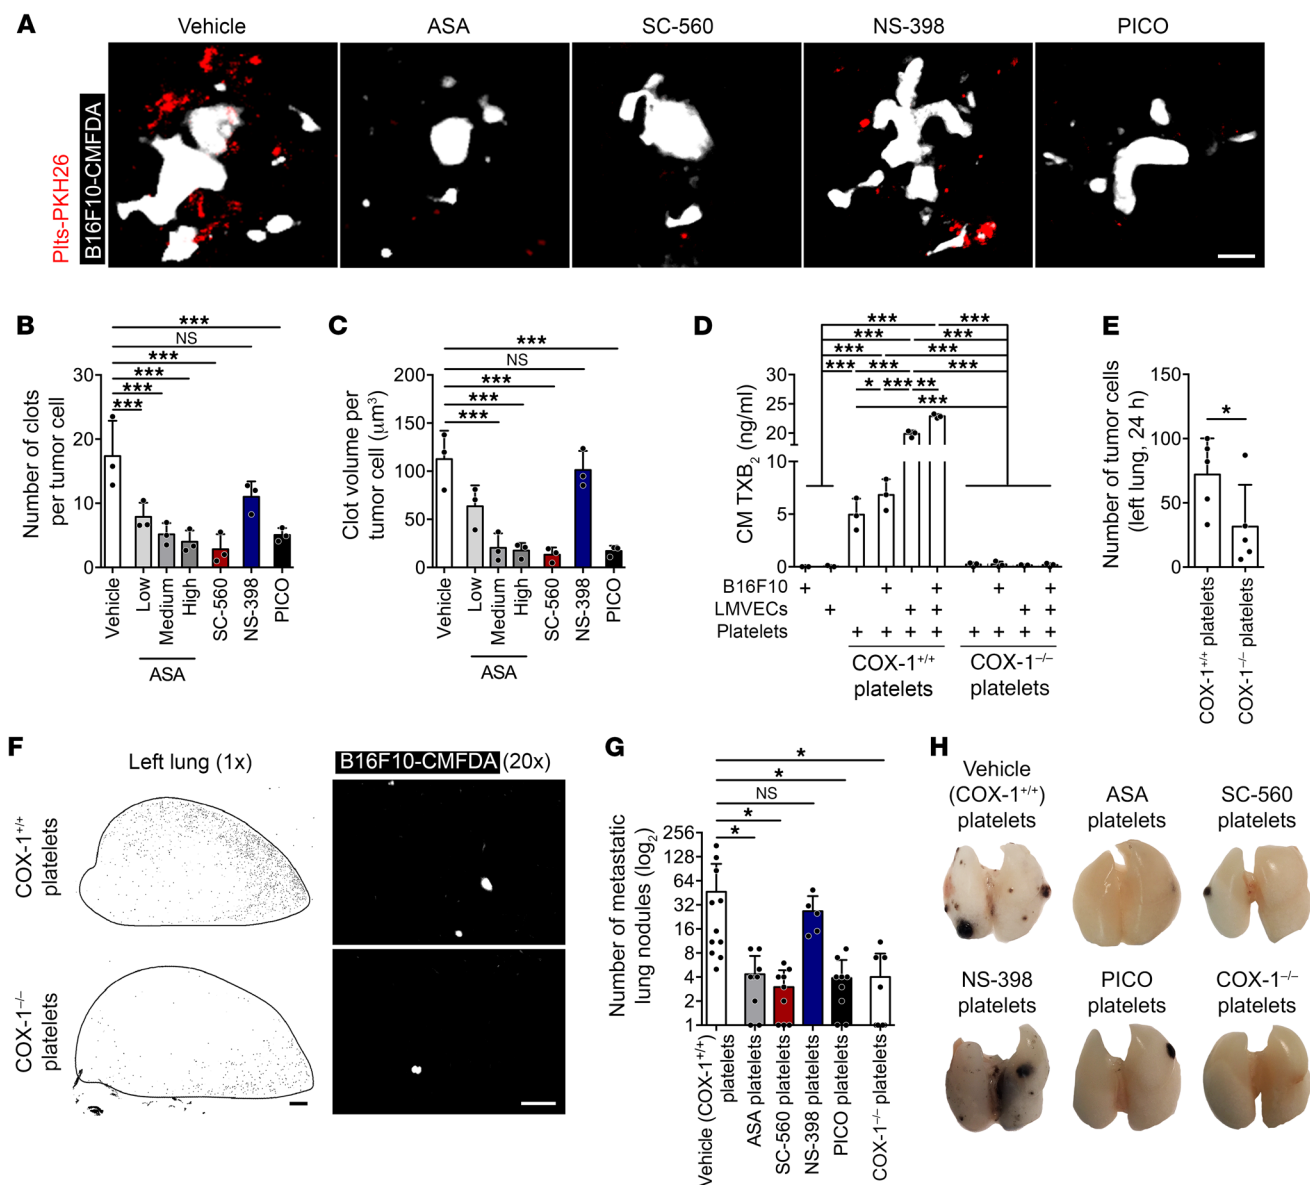 A
Vehicle
ASA
SC-560
NS-398
PICO
Plts-PKH26
B16F10-CMFDA
B
***
NS
***
***
***
***
Number of clots
per tumor cell
30
20
10
0
Vehicle
Low
Medium
High
SC-560
NS-398
PICO
ASA
C
***
NS
***
***
***
Clot volume per
tumor cell (µm³)
200
150
100
50
0
Vehicle
Low
Medium
High
SC-560
NS-398
PICO
ASA
D
*** ***
*** ***
*** ***
*** *** *** ***
* *** **
***
CM TXB₂ (ng/ml)
30
25
20
10
5
0
B16F10 + + + + +
LMVECs + + + + +
Platelets + + + + + + + +
COX-1⁺/⁺
platelets
COX-1⁻/⁻
platelets
E
Number of tumor cells
(left lung, 24 h)
150
100
50
0
*
COX-1⁺/⁺ platelets
COX-1⁻/⁻ platelets
F
Left lung (1x)
B16F10-CMFDA (20x)
COX-1⁺/⁺
platelets
COX-1⁻/⁻
platelets
G
*
*
NS
*
*
Number of metastatic
lung nodules (log₂)
256
128
64
32
16
8
4
2
1
Vehicle (COX-1⁺/⁺)
platelets
ASA platelets
SC-560 platelets
NS-398 platelets
PICO platelets
COX-1⁻/⁻ platelets
H
Vehicle
(COX-1⁺/⁺)
platelets
ASA
platelets
SC-560
platelets
NS-398
platelets
PICO
platelets
COX-1⁻/⁻
platelets